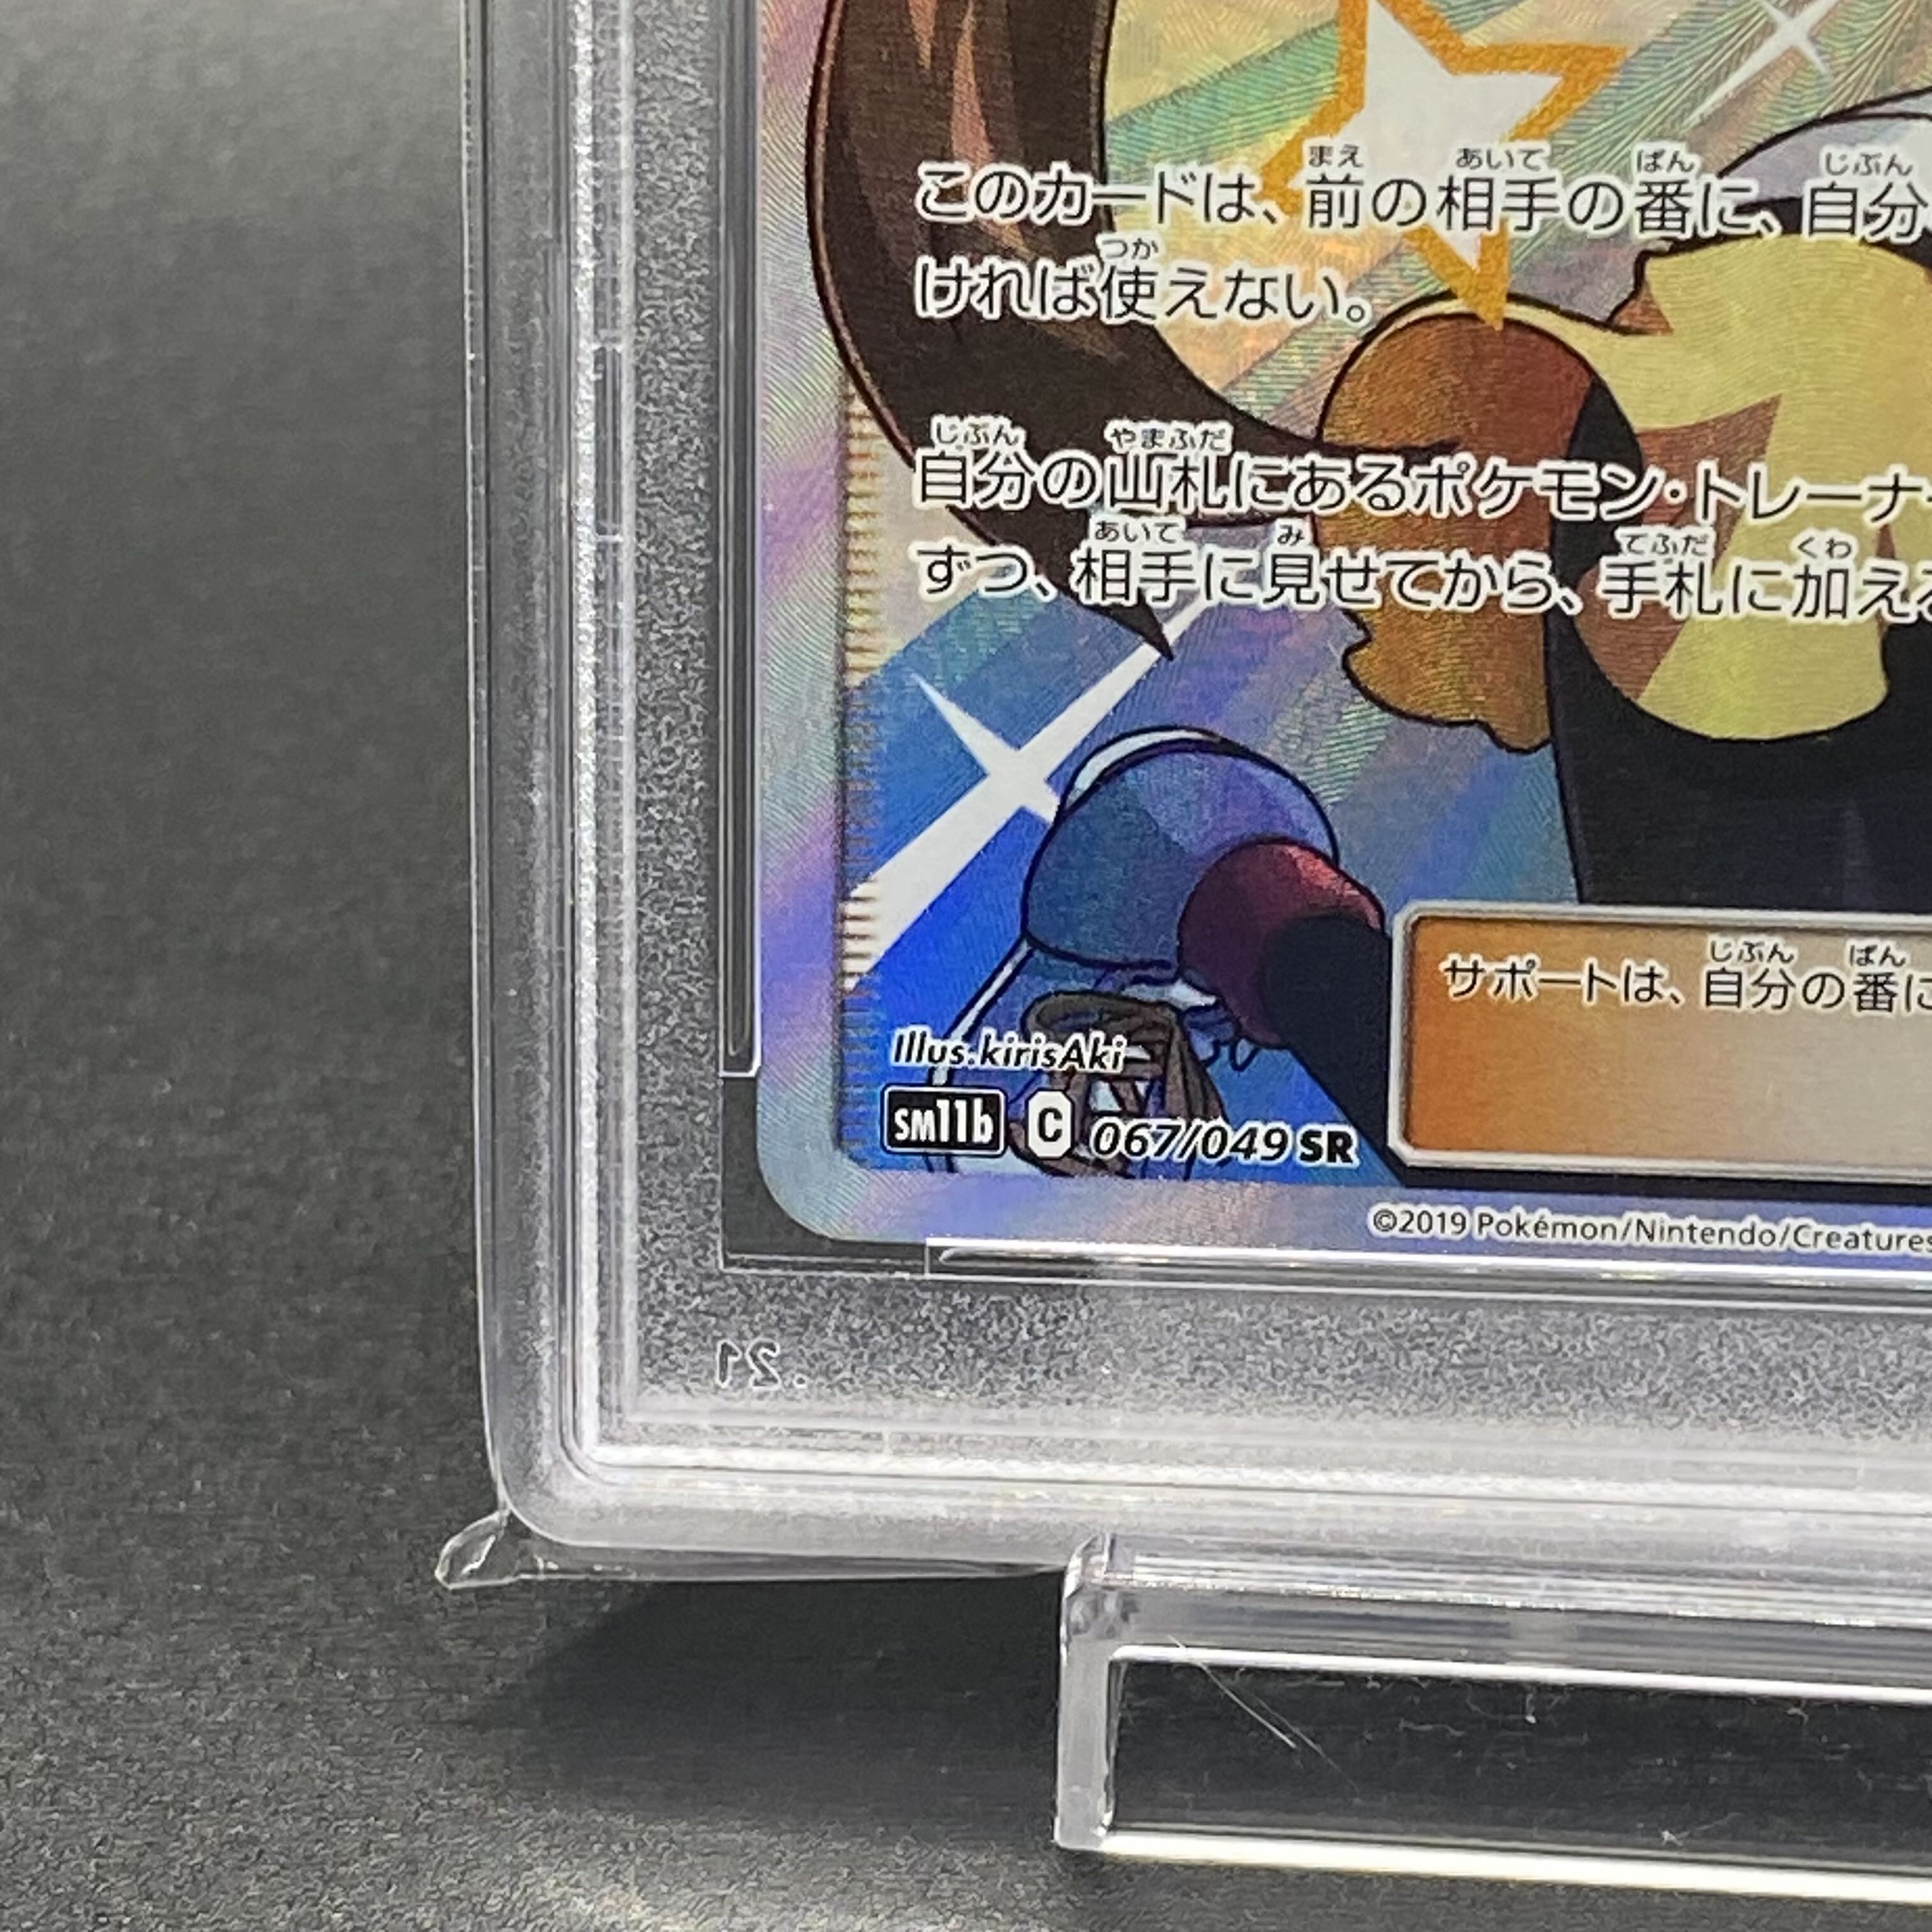 このカードは、前の相手の番に、自分
ければ使えない。
自分の山札にあるポケモン・トレーナ
ずつ、相手に見せてから、手札に加え
サポートは、自分の番に
Illus.kirisAki
SM11b C 067/049 SR
©2019 Pokémon/Nintendo/Creatures
21